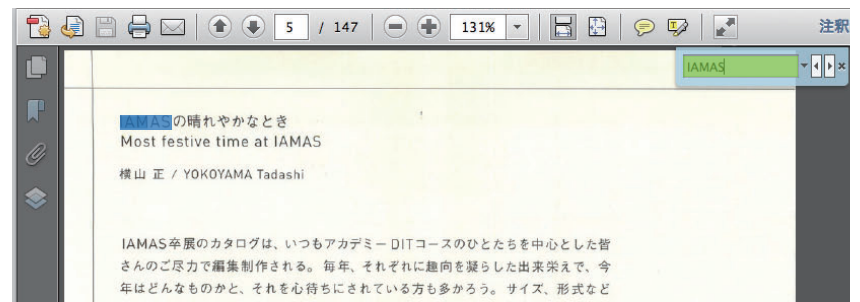 5 / 147
131%
注釈
IAMAS
IAMASの晴れやかなとき
Most festive time at IAMAS
横山 正 / YOKOYAMA Tadashi
IAMAS卒展のカタログは、いつもアカデミーDITコースのひとたちを中心とした皆
さんのご尽力で編集制作される。毎年、それぞれに趣向を凝らした出来栄えで、今
年はどんなものかと、それを心待ちにされている方も多かろう。サイズ、形式など